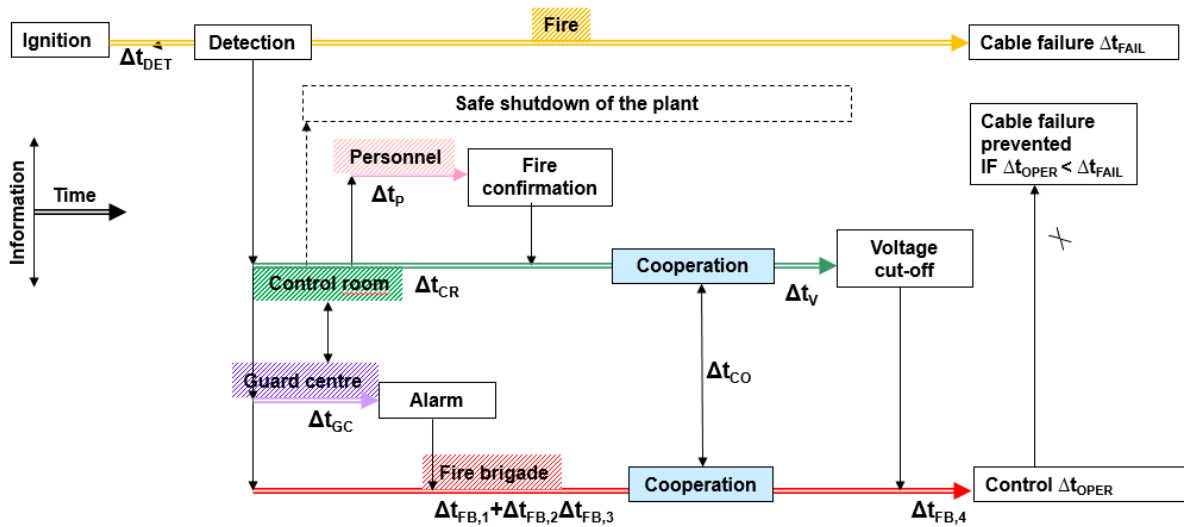 Fire
Ignition
Detection
Cable failure Δt_FAIL
Δt_DET
Safe shutdown of the plant
Cable failure
prevented
IF Δt_OPER < Δt_FAIL
Personnel
Fire
confirmation
Δt_P
Information
Time
Voltage
cut-off
Cooperation
Control room
Δt_CR
Δt_V
Guard centre
Δt_CO
Alarm
Δt_GC
Fire brigade
Cooperation
Control Δt_OPER
Δt_FB,1+Δt_FB,2Δt_FB,3
Δt_FB,4